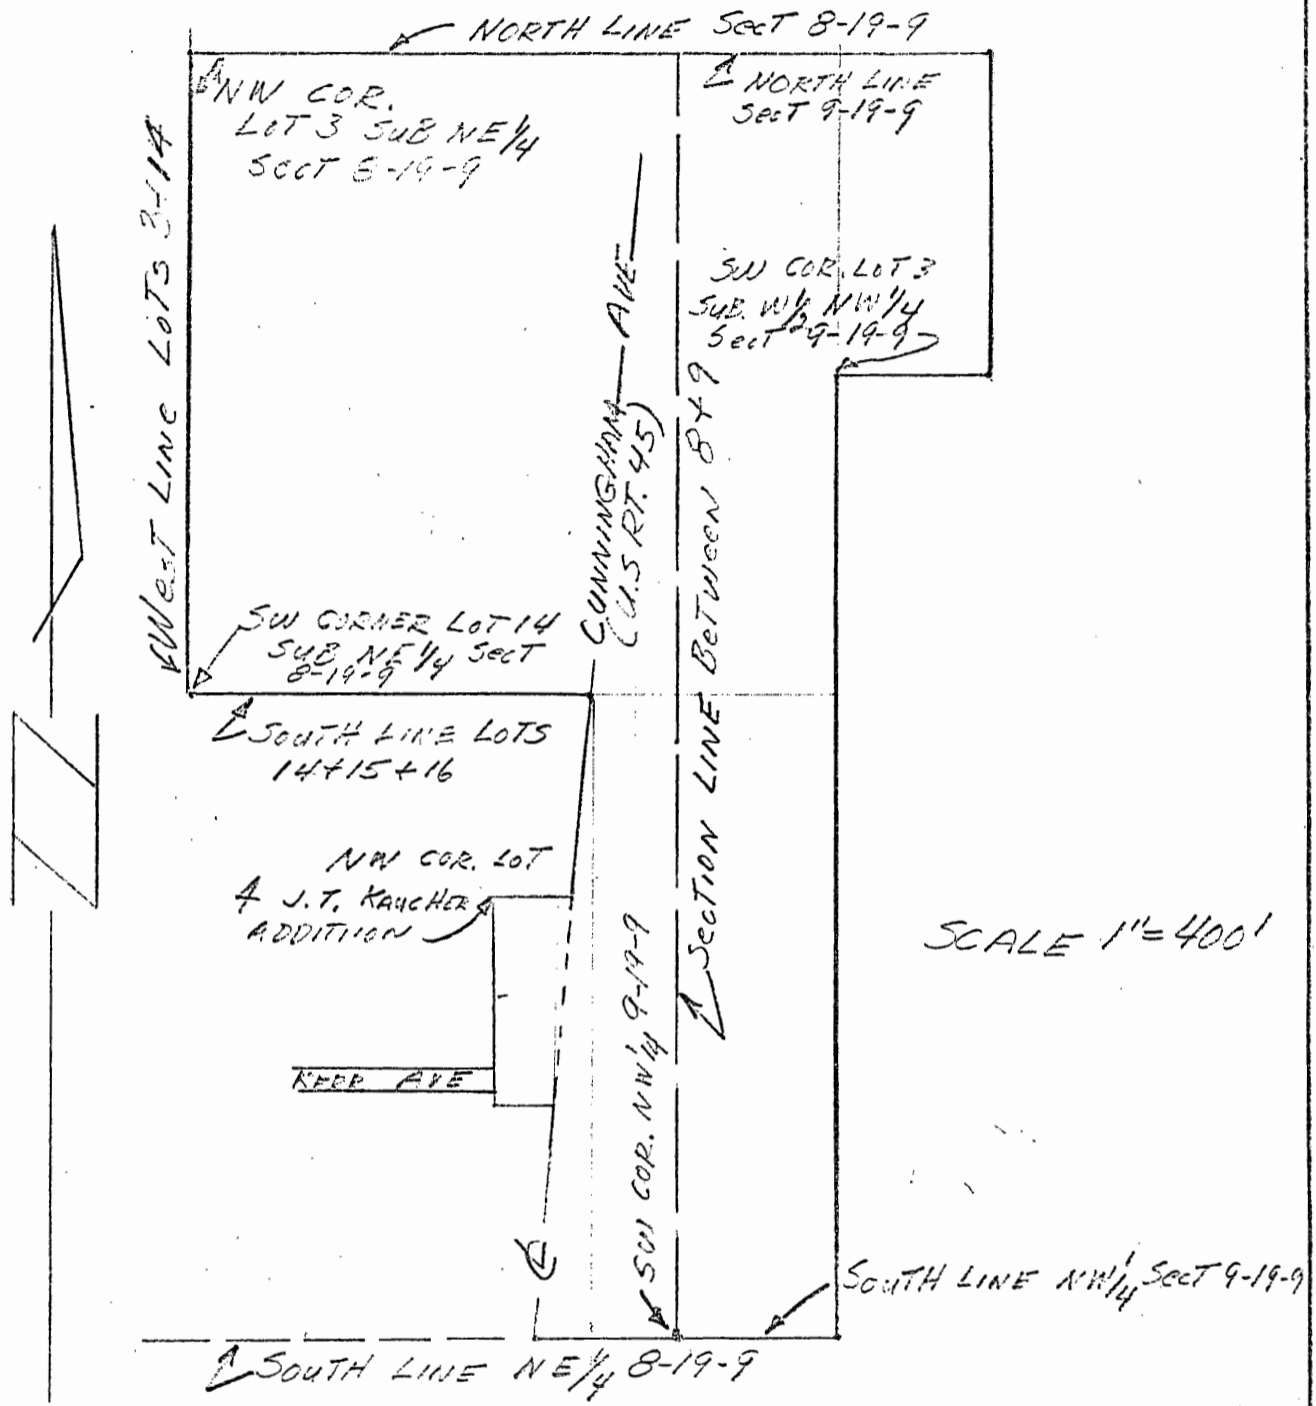 NORTH LINE SecT 8-19-9
NW COR.
LOT 3 SUB NE 1/4
SecT 8-19-9
NORTH LINE
SecT 9-19-9
WesT LINE LOTS 3+14
SW COR. LOT 3
SUB. W 1/2 NW 1/4
SecT 9-19-9
CUNNINGHAM AVE
(U.S RT. 45)
SecTION LINE BeTween 8+9
SW CORNER LOT 14
SUB NE 1/4 SecT
8-19-9
SOUTH LINE LOTS
14+15+16
NW COR. LOT
4 J.T. KAUCHER
ADDITIION
SCALE 1"=400'
KERR AVE
SW COR. NW 1/4 9-19-9
SOUTH LINE NW 1/4 SecT 9-19-9
SOUTH LINE NE 1/4 8-19-9